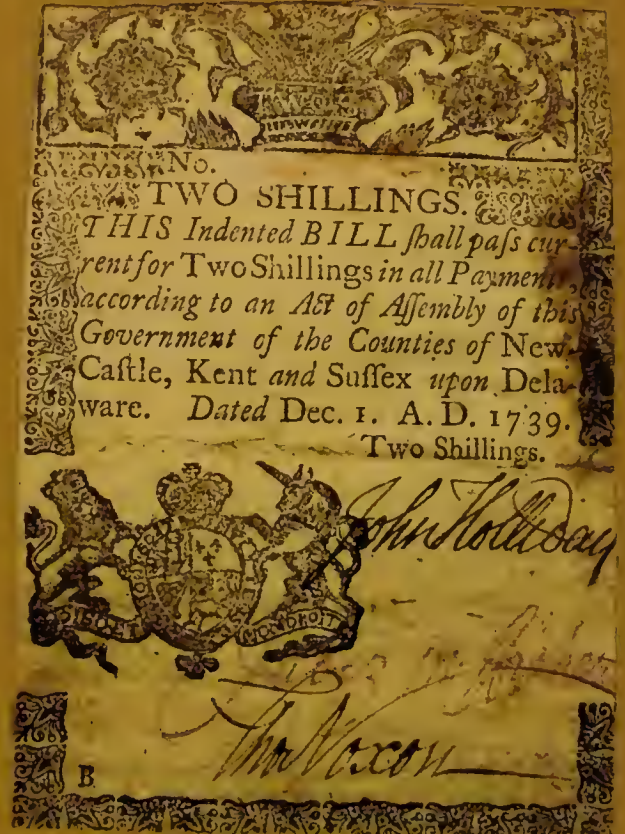 No.
TWO SHILLINGS.
THIS Indented BILL ſhall paſs cur-
rent for Two Shillings in all Payments,
according to an Act of Aſſembly of this
Government of the Counties of New-
Caſtle, Kent and Suſſex upon Dela-
ware. Dated Dec. 1. A. D. 1739.
Two Shillings.
John Holliday
MON DROIT
Tho Noxon
B